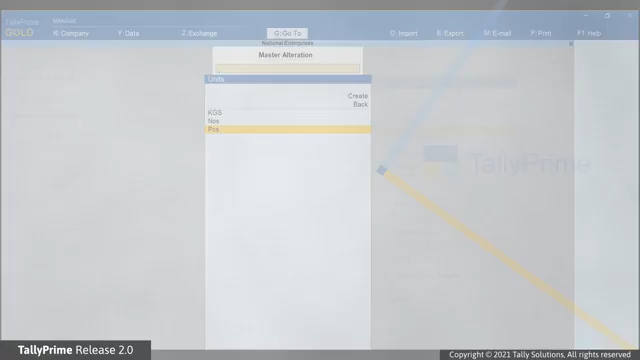 TallyPrime
GOLD
MANAGE
K: Company
Y: Data
Z: Exchange
G: Go To
O: Import
E: Export
M: E-mail
P: Print
F1: Help
National Enterprises
Master Alteration
Units
Create
Back
KGS
Nos
Pcs
TallyPrime
TallyPrime Release 2.0
Copyright © 2021 Tally Solutions, All rights reserved